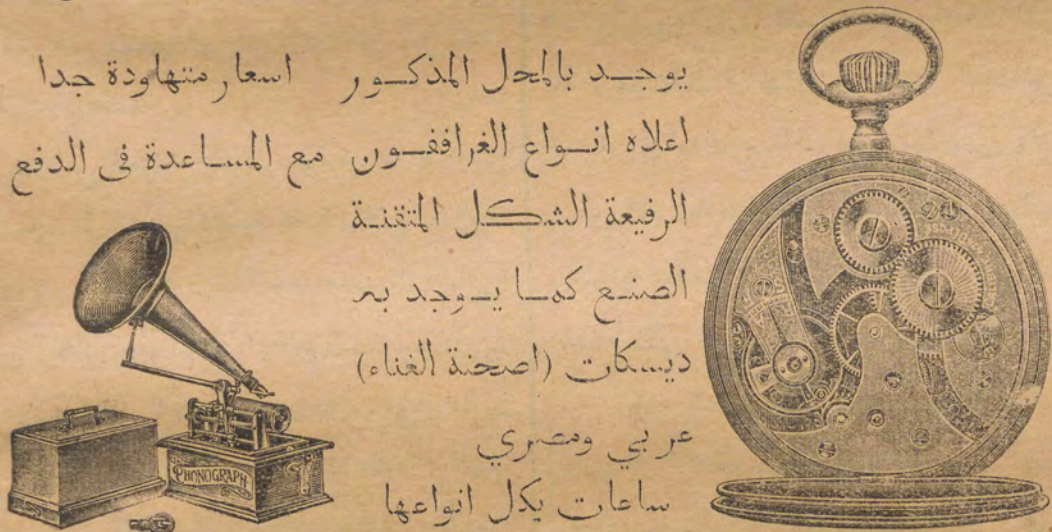 يوجد بالمحل المذكور
اعلاه انواع الغرافغون
الرفيعة الشكل المتقنة
الصنع كما يوجد به
ديسكات (اصحنة الغناء)
عربي ومصري
ساعات بكل انواعها
اسعار متهاودة جدا
مع المساعدة فى الدفع
PHONOGRAPH